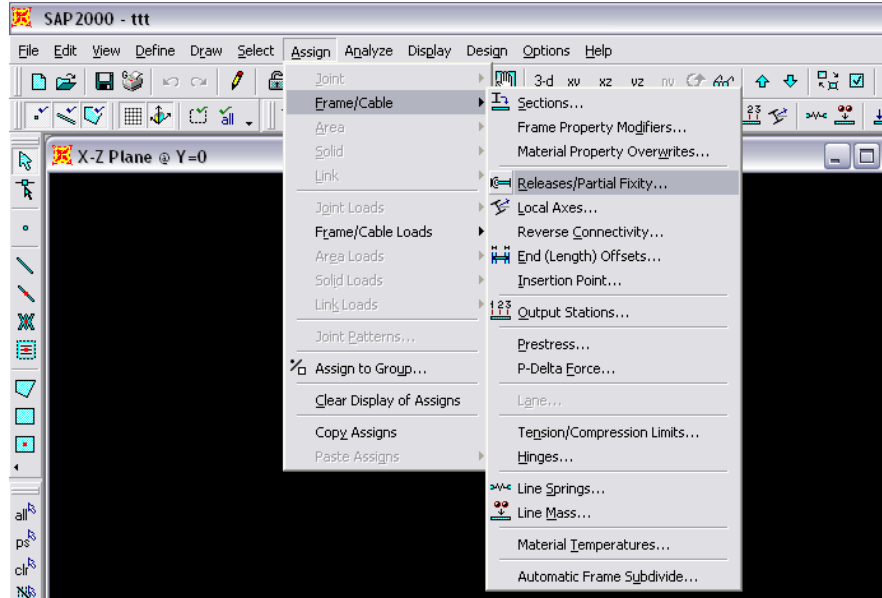 SAP2000 - ttt
File Edit View Define Draw Select Assign Analyze Display Design Options Help
3-d xy xz yz nv
all
X-Z Plane @ Y=0
Joint
Frame/Cable
Area
Solid
Link
Joint Loads
Frame/Cable Loads
Area Loads
Solid Loads
Link Loads
Joint Patterns...
Assign to Group...
Clear Display of Assigns
Copy Assigns
Paste Assigns
Sections...
Frame Property Modifiers...
Material Property Overwrites...
Releases/Partial Fixity...
Local Axes...
Reverse Connectivity...
End (Length) Offsets...
Insertion Point...
123
Output Stations...
Prestress...
P-Delta Force...
Lane...
Tension/Compression Limits...
Hinges...
Line Springs...
Line Mass...
Material Temperatures...
Automatic Frame Subdivide...
all
ps
clr